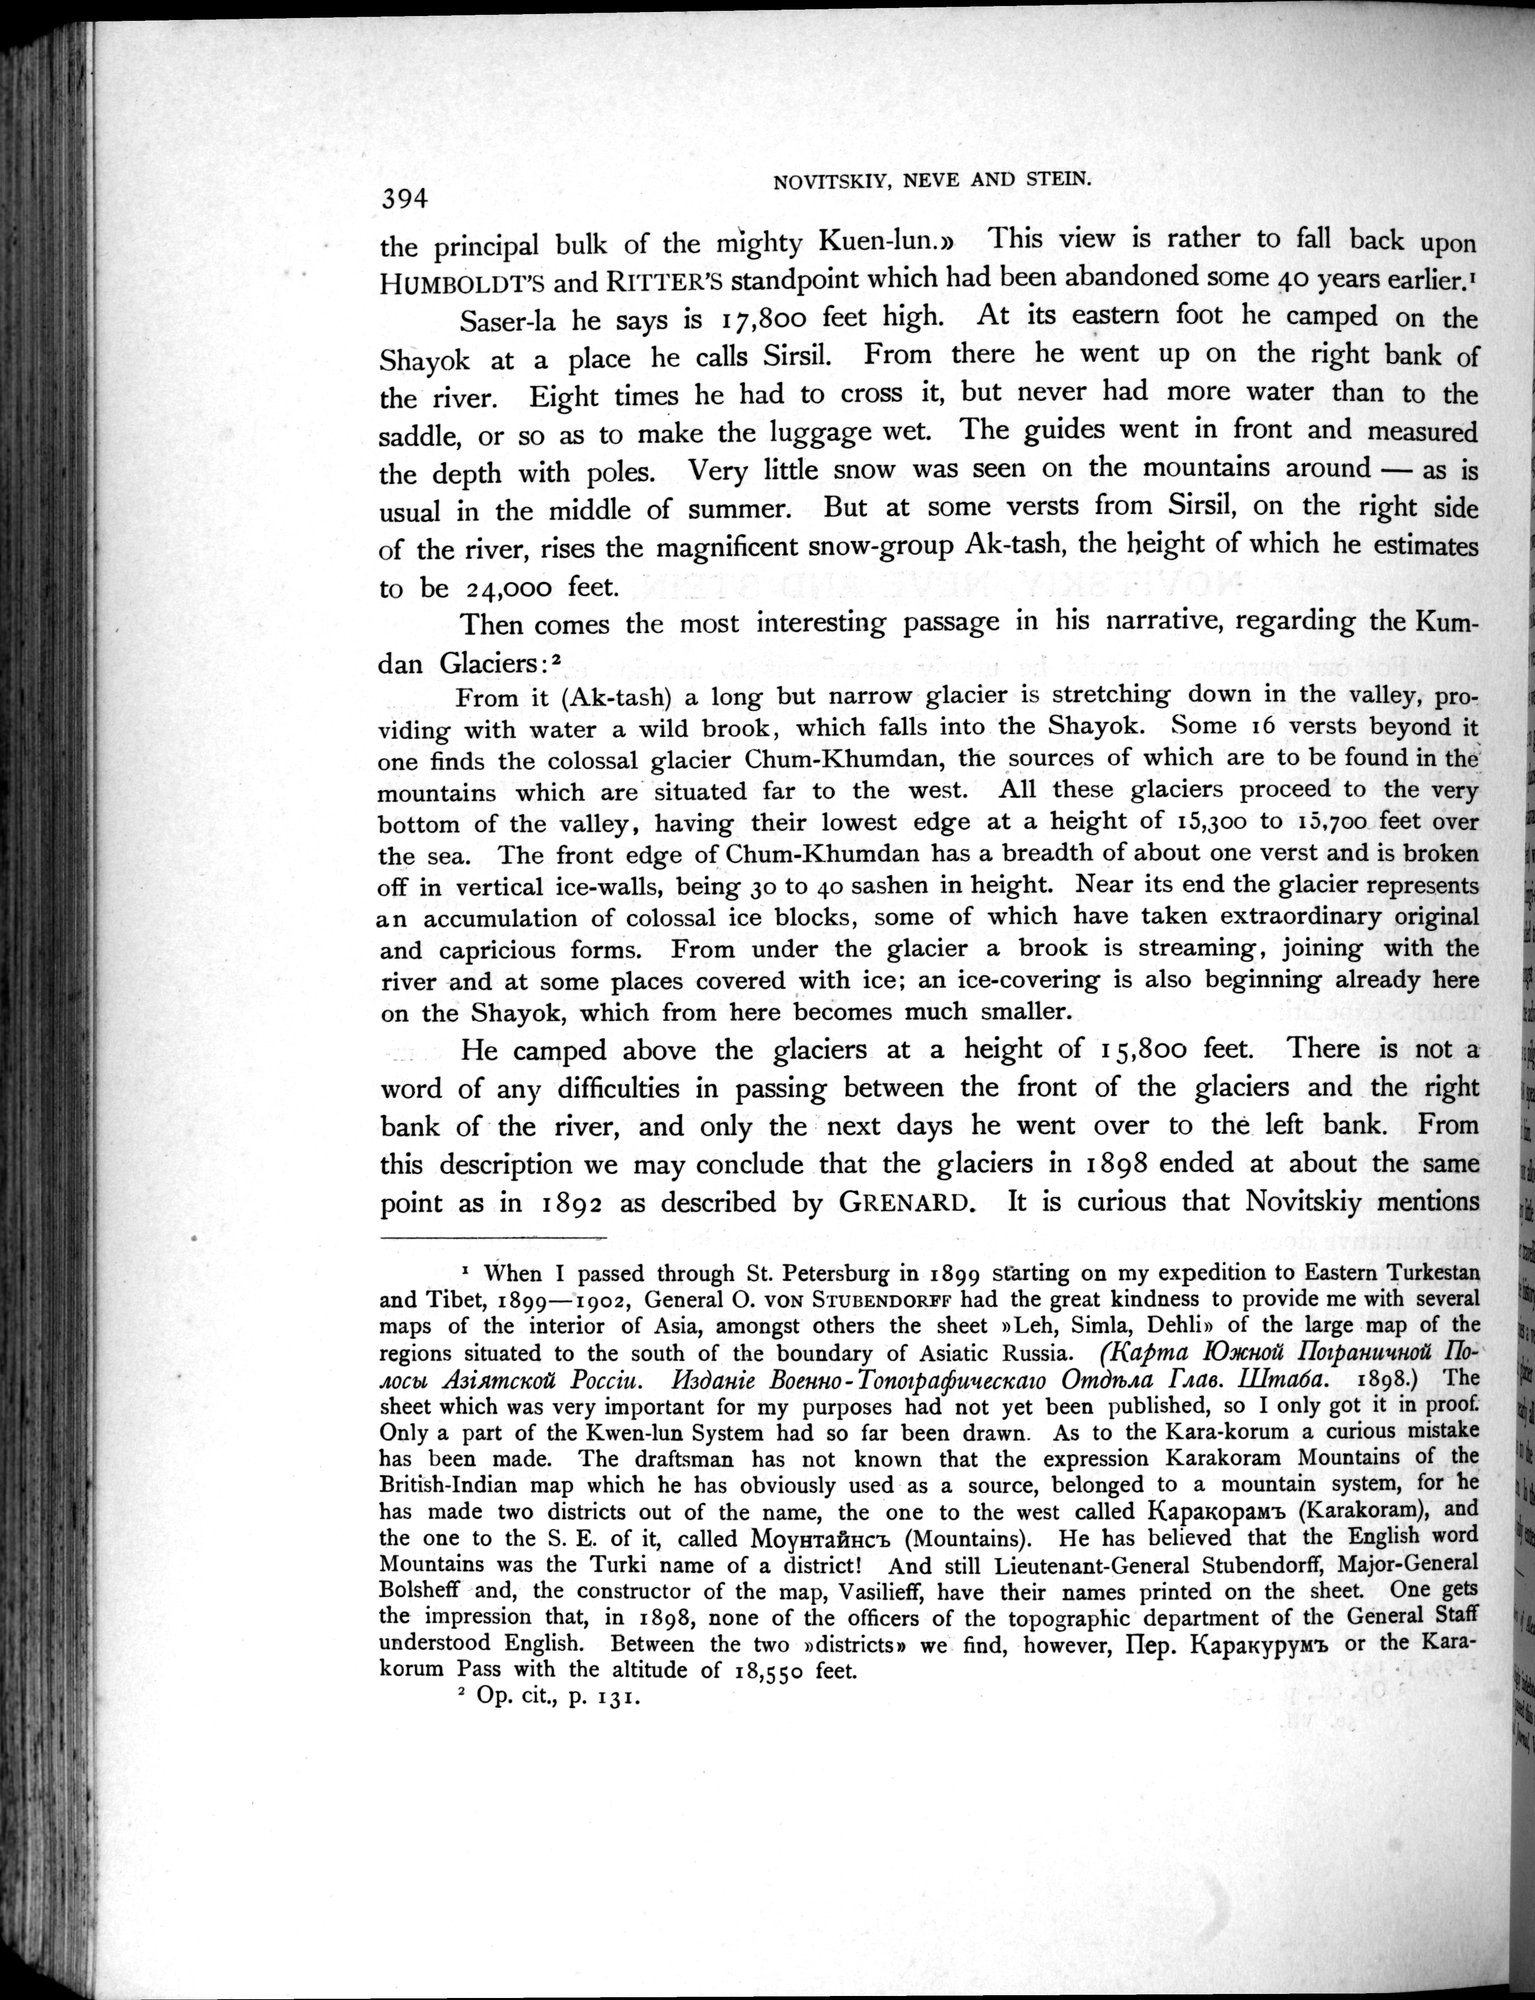 394
NOVITSKIY, NEVE AND STEIN.
the principal bulk of the mighty Kuen-lun.» This view is rather to fall back upon
HUMBOLDT'S and RITTER'S standpoint which had been abandoned some 40 years earlier.¹
Saser-la he says is 17,800 feet high. At its eastern foot he camped on the
Shayok at a place he calls Sirsil. From there he went up on the right bank of
the river. Eight times he had to cross it, but never had more water than to the
saddle, or so as to make the luggage wet. The guides went in front and measured
the depth with poles. Very little snow was seen on the mountains around — as is
usual in the middle of summer. But at some versts from Sirsil, on the right side
of the river, rises the magnificent snow-group Ak-tash, the height of which he estimates
to be 24,000 feet.
Then comes the most interesting passage in his narrative, regarding the Kum-
dan Glaciers:²
From it (Ak-tash) a long but narrow glacier is stretching down in the valley, pro-
viding with water a wild brook, which falls into the Shayok. Some 16 versts beyond it
one finds the colossal glacier Chum-Khumdan, the sources of which are to be found in the
mountains which are situated far to the west. All these glaciers proceed to the very
bottom of the valley, having their lowest edge at a height of 15,300 to 15,700 feet over
the sea. The front edge of Chum-Khumdan has a breadth of about one verst and is broken
off in vertical ice-walls, being 30 to 40 sashen in height. Near its end the glacier represents
an accumulation of colossal ice blocks, some of which have taken extraordinary original
and capricious forms. From under the glacier a brook is streaming, joining with the
river and at some places covered with ice; an ice-covering is also beginning already here
on the Shayok, which from here becomes much smaller.
He camped above the glaciers at a height of 15,800 feet. There is not a
word of any difficulties in passing between the front of the glaciers and the right
bank of the river, and only the next days he went over to the left bank. From
this description we may conclude that the glaciers in 1898 ended at about the same
point as in 1892 as described by GRENARD. It is curious that Novitskiy mentions
¹ When I passed through St. Petersburg in 1899 starting on my expedition to Eastern Turkestan
and Tibet, 1899—1902, General O. VON STUBENDORFF had the great kindness to provide me with several
maps of the interior of Asia, amongst others the sheet »Leh, Simla, Dehli» of the large map of the
regions situated to the south of the boundary of Asiatic Russia. (Карта Южной Пограничной По-
лосы Азіятской Россіи. Изданіе Военно-Топографическаго Отдѣла Глав. Штаба. 1898.) The
sheet which was very important for my purposes had not yet been published, so I only got it in proof.
Only a part of the Kwen-lun System had so far been drawn. As to the Kara-korum a curious mistake
has been made. The draftsman has not known that the expression Karakoram Mountains of the
British-Indian map which he has obviously used as a source, belonged to a mountain system, for he
has made two districts out of the name, the one to the west called Каракорамъ (Karakoram), and
the one to the S. E. of it, called Моунтайнсъ (Mountains). He has believed that the English word
Mountains was the Turki name of a district! And still Lieutenant-General Stubendorff, Major-General
Bolsheff and, the constructor of the map, Vasilieff, have their names printed on the sheet. One gets
the impression that, in 1898, none of the officers of the topographic department of the General Staff
understood English. Between the two »districts» we find, however, Пер. Каракурумъ or the Kara-
korum Pass with the altitude of 18,550 feet.
² Op. cit., p. 131.